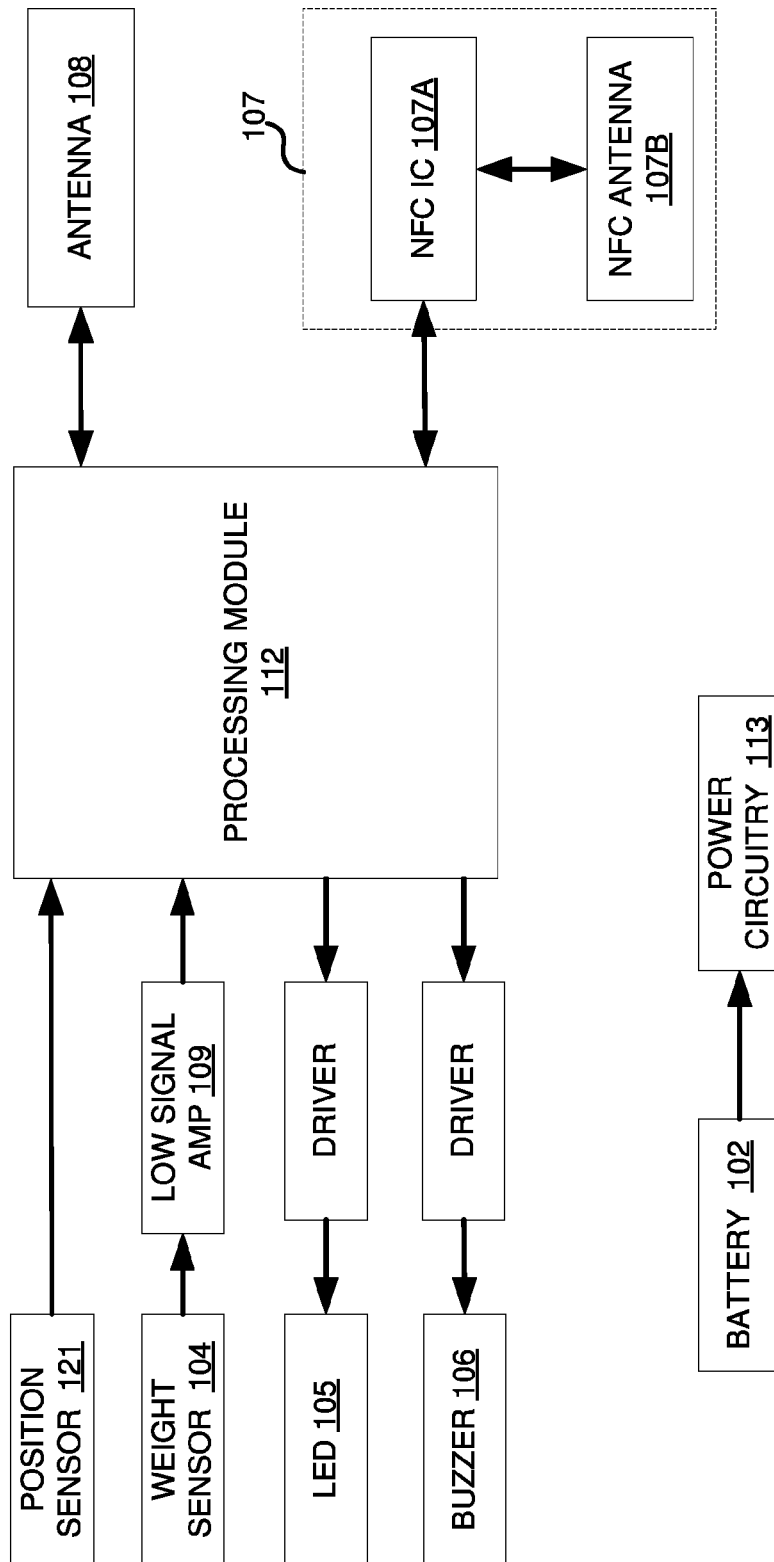 POSITION
SENSOR 121
WEIGHT
SENSOR 104
LOW SIGNAL
AMP 109
LED 105
DRIVER
BUZZER 106
DRIVER
PROCESSING MODULE
112
ANTENNA 108
107
NFC IC 107A
NFC ANTENNA
107B
BATTERY 102
POWER
CIRCUITRY 113